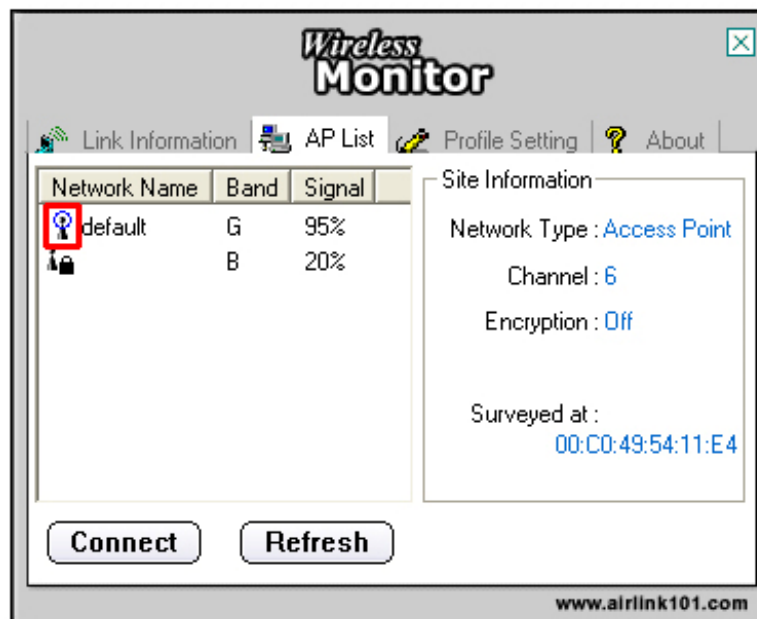 Wireless
Monitor
Link Information AP List Profile Setting About
Network Name Band Signal
default G 95%
B 20%
Site Information
Network Type : Access Point
Channel : 6
Encryption : Off
Surveyed at :
00:C0:49:54:11:E4
Connect Refresh
www.airlink101.com